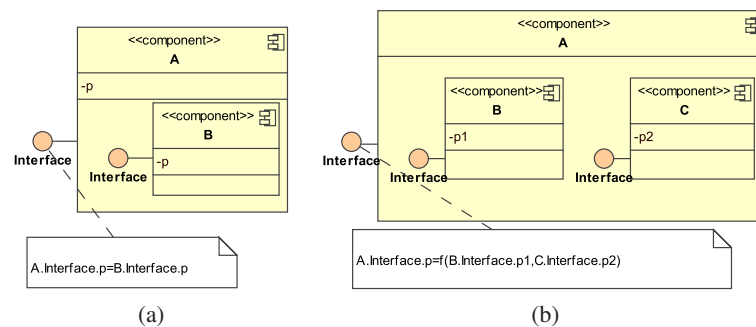 <<component>>
A
-p
<<component>>
B
-p
Interface
Interface
A.Interface.p=B.Interface.p
(a)
<<component>>
A
<<component>>
B
-p1
<<component>>
C
-p2
Interface
Interface
Interface
A.Interface.p=f(B.Interface.p1,C.Interface.p2)
(b)